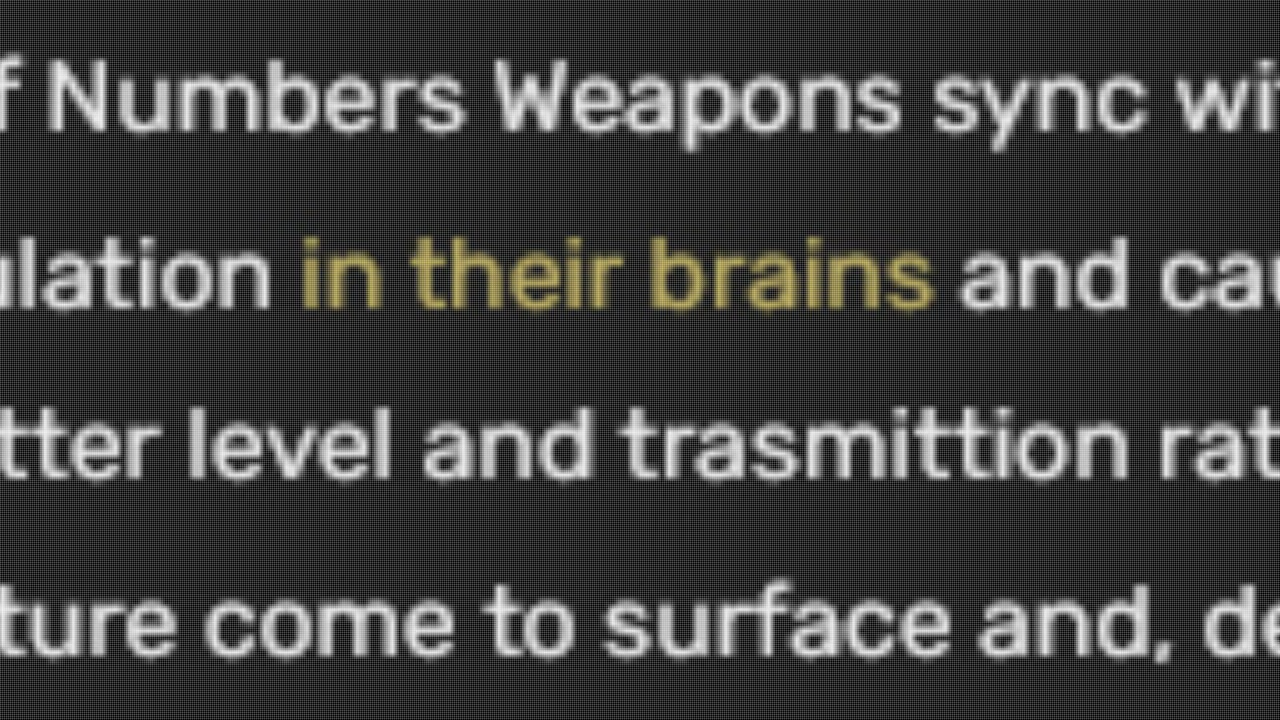 f Numbers Weapons sync wi
ulation in their brains and cau
tter level and trasmittion rat
ture come to surface and, de